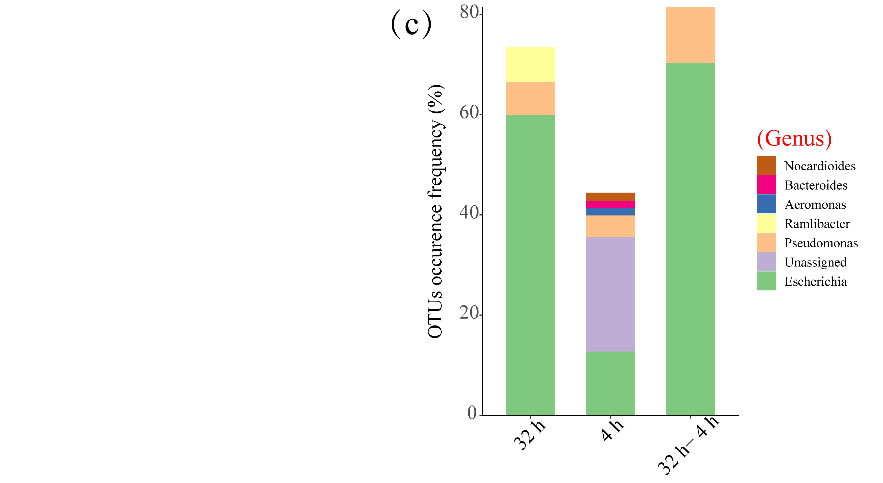 (c)
OTUs occurence frequency (%)
80
60
40
20
0
32 h
4 h
32 h− 4 h
(Genus)
Nocardioides
Bacteroides
Aeromonas
Ramlibacter
Pseudomonas
Unassigned
Escherichia